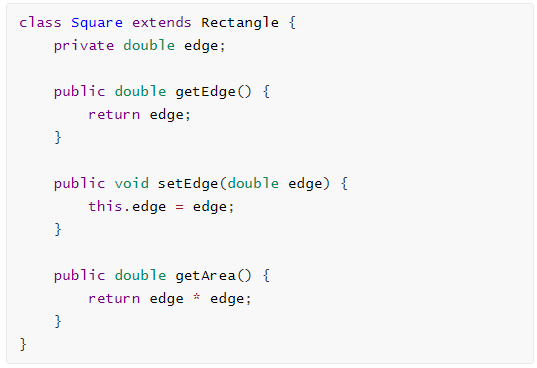 class Square extends Rectangle {
    private double edge;

    public double getEdge() {
        return edge;
    }

    public void setEdge(double edge) {
        this.edge = edge;
    }

    public double getArea() {
        return edge * edge;
    }
}